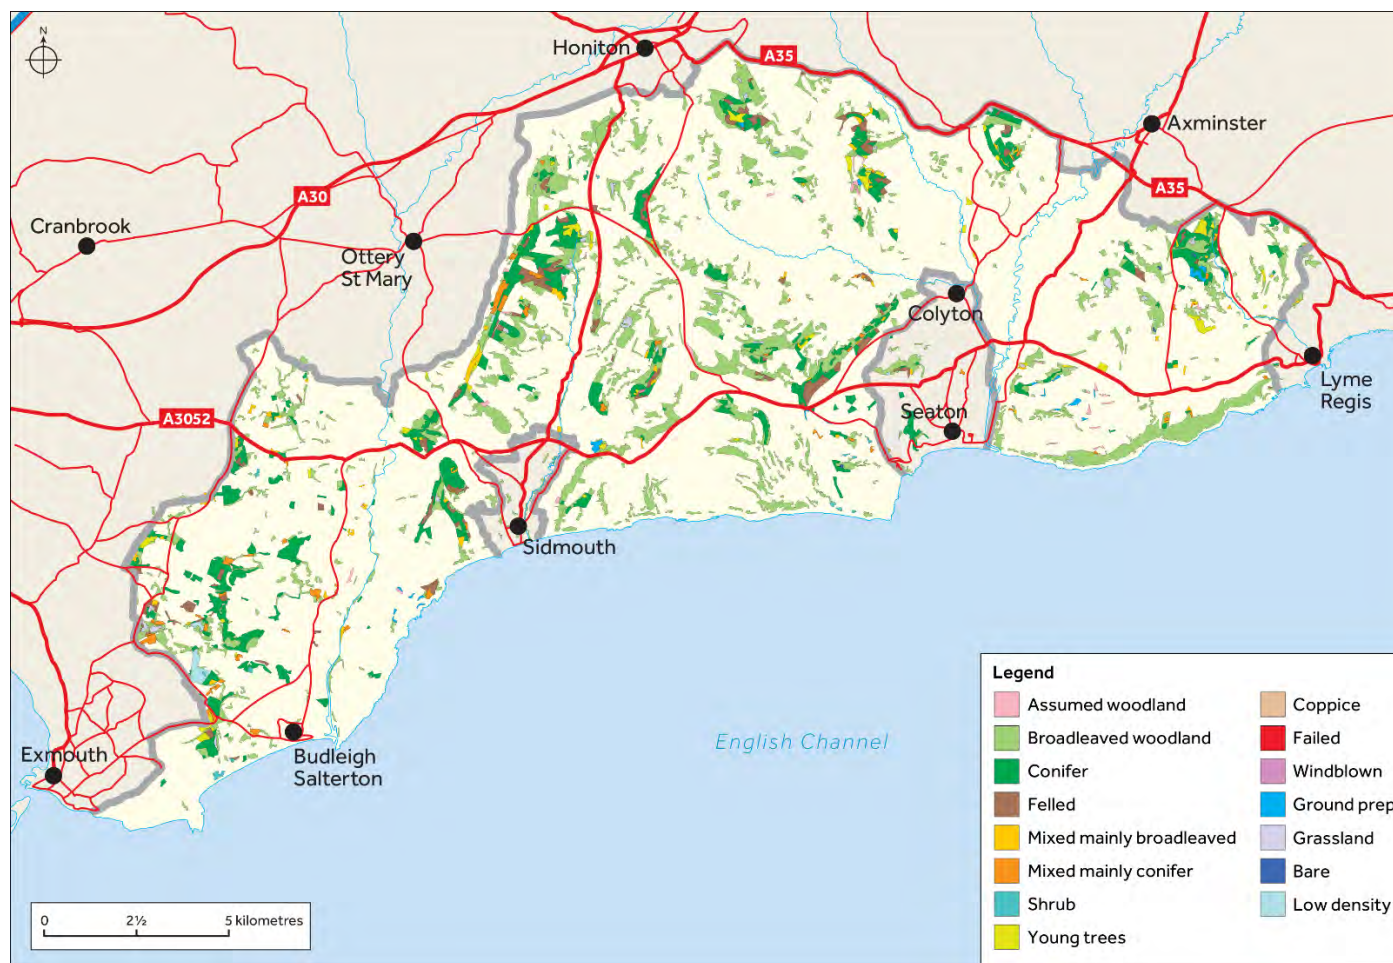 N
Honiton
A35
Axminster
A30
A35
Cranbrook
Ottery
St Mary
Colyton
Lyme
Regis
A3052
Seaton
Sidmouth
Exmouth
Budleigh
Salterton
English Channel
0 2½ 5 kilometres
Legend
Assumed woodland
Broadleaved woodland
Conifer
Felled
Mixed mainly broadleaved
Mixed mainly conifer
Shrub
Young trees
Coppice
Failed
Windblown
Ground prep
Grassland
Bare
Low density